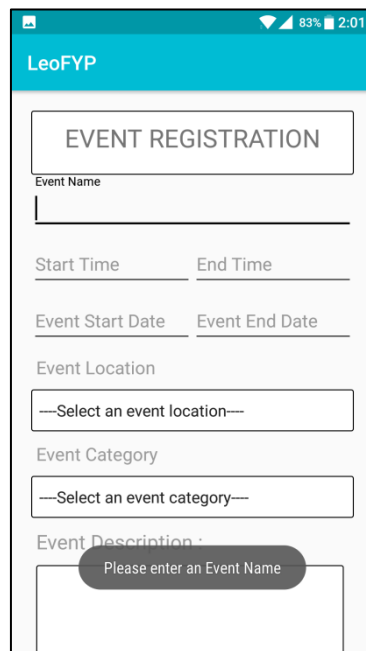 83% 2:01
LeoFYP
EVENT REGISTRATION
Event Name
Start Time End Time
Event Start Date Event End Date
Event Location
----Select an event location----
Event Category
----Select an event category----
Event Description :
Please enter an Event Name